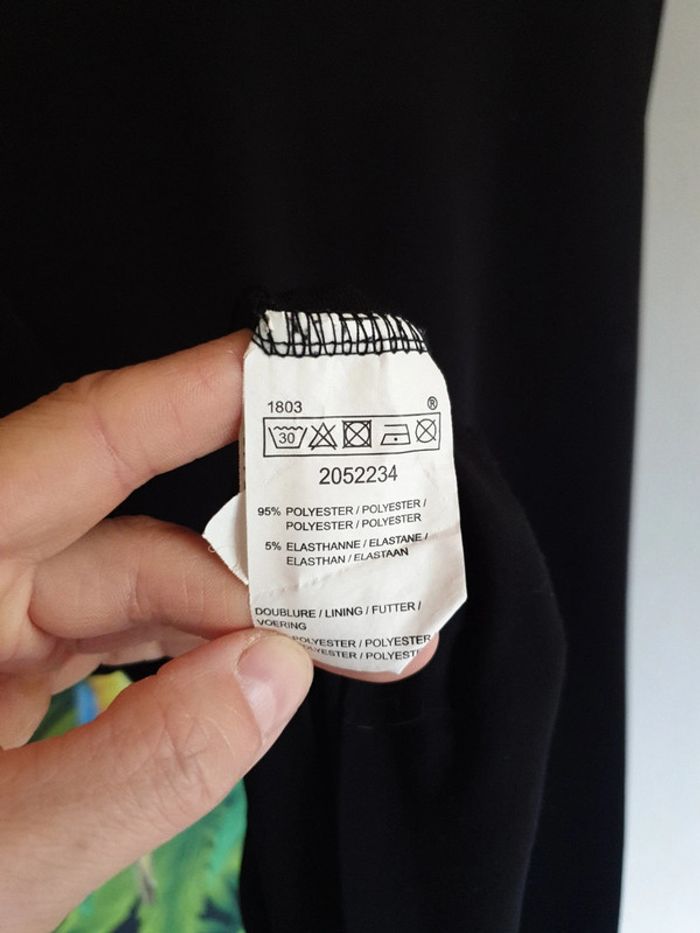 1803 ®
30
2052234
95% POLYESTER / POLYESTER /
POLYESTER / POLYESTER
5% ELASTHANNE / ELASTANE /
ELASTHAN / ELASTAAN
DOUBLURE / LINING / FUTTER /
VOERING
POLYESTER / POLYESTER